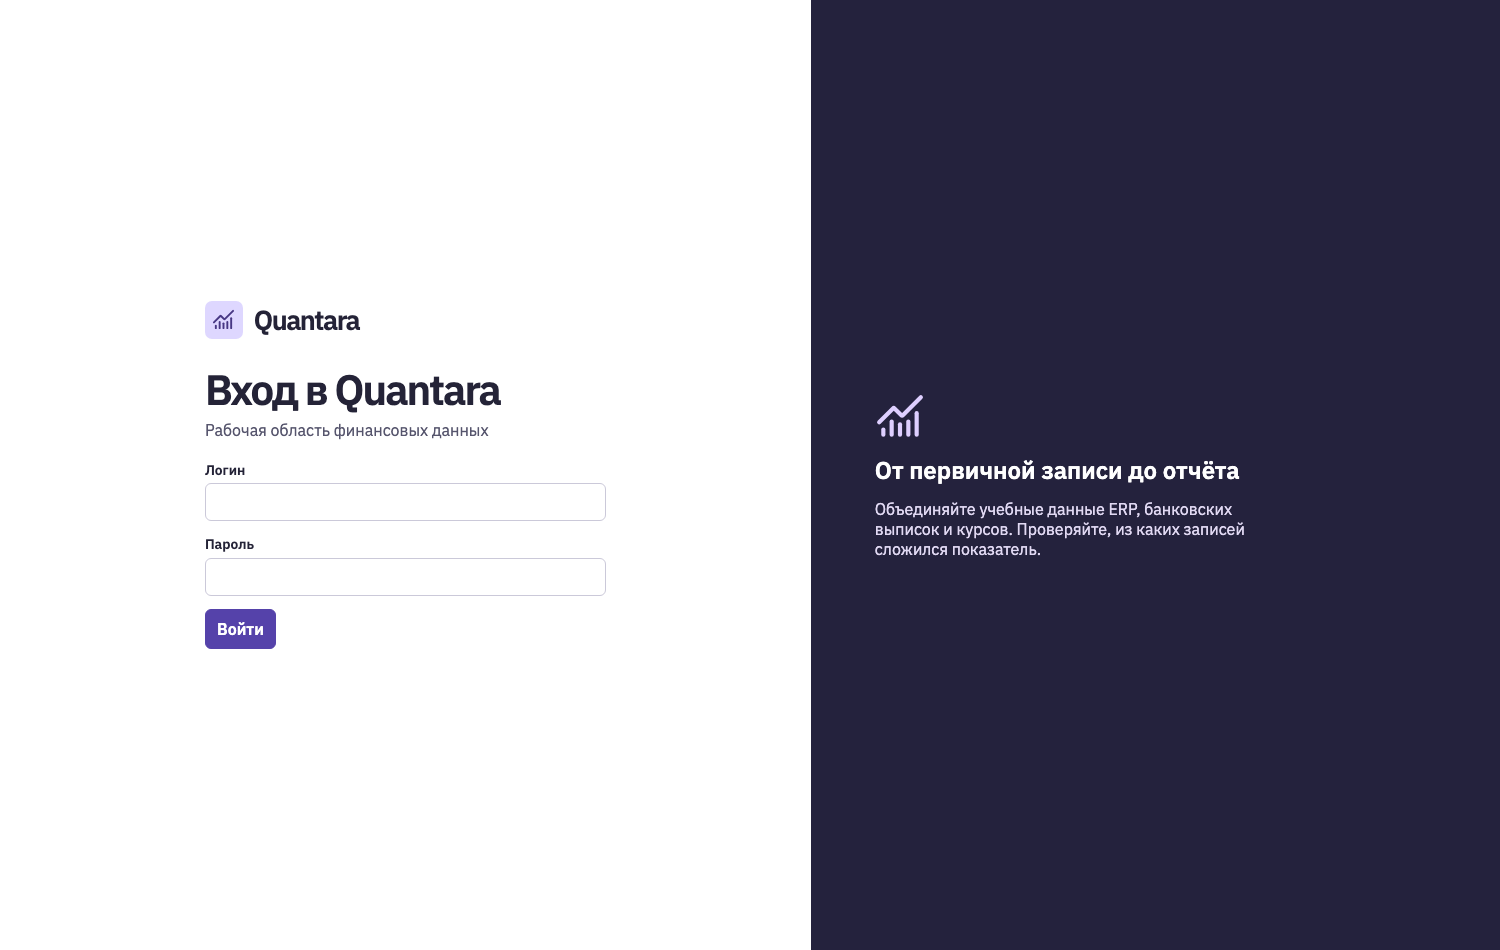 Quantara
Вход в Quantara
Рабочая область финансовых данных
Логин
Пароль
Войти
От первичной записи до отчёта
Объединяйте учебные данные ERP, банковских
выписок и курсов. Проверяйте, из каких записей
сложился показатель.